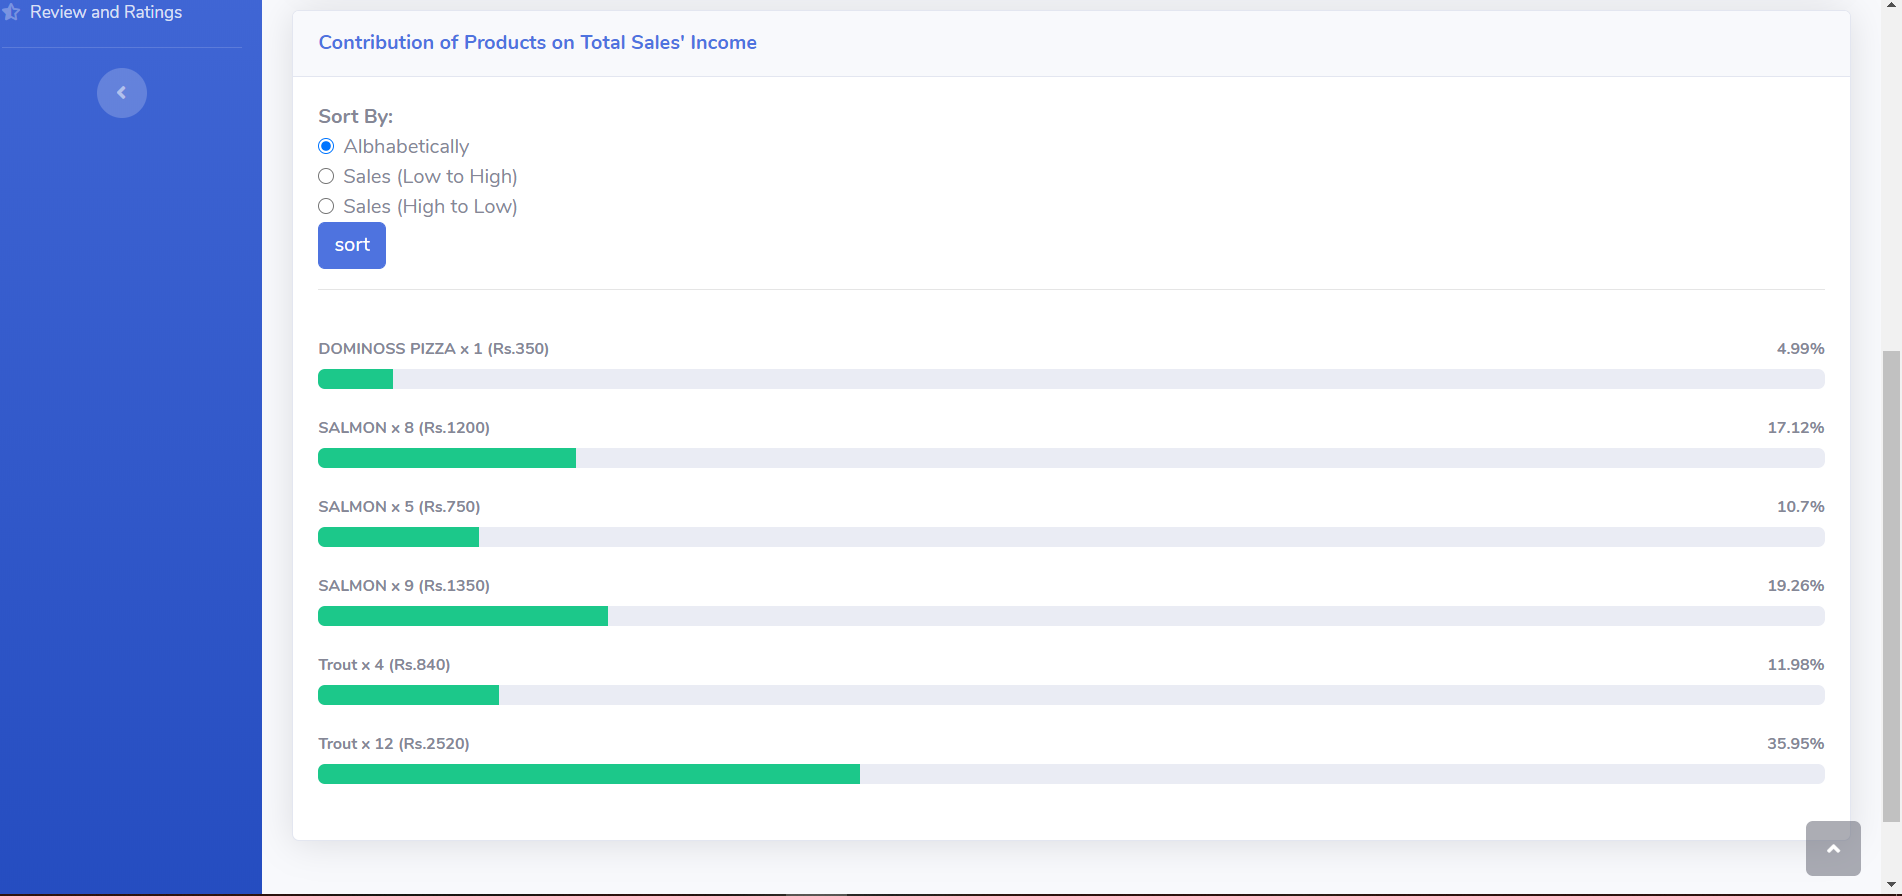 Review and Ratings
Contribution of Products on Total Sales' Income
Sort By:
Albhabetically
Sales (Low to High)
Sales (High to Low)
sort
DOMINOSS PIZZA x 1 (Rs.350) 4.99%
SALMON x 8 (Rs.1200) 17.12%
SALMON x 5 (Rs.750) 10.7%
SALMON x 9 (Rs.1350) 19.26%
Trout x 4 (Rs.840) 11.98%
Trout x 12 (Rs.2520) 35.95%